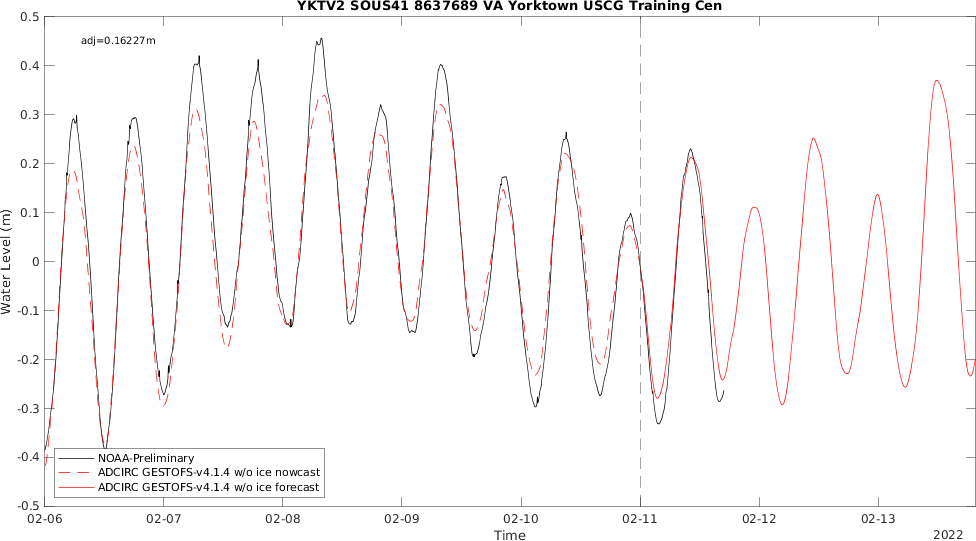 YKTV2 SOUS41 8637689 VA Yorktown USCG Training Cen
adj=0.16227m
0.5
0.4
0.3
0.2
0.1
0
-0.1
-0.2
-0.3
-0.4
-0.5
Water Level (m)
NOAA-Preliminary
ADCIRC GESTOFS-v4.1.4 w/o ice nowcast
ADCIRC GESTOFS-v4.1.4 w/o ice forecast
02-06 02-07 02-08 02-09 02-10 02-11 02-12 02-13
Time
2022